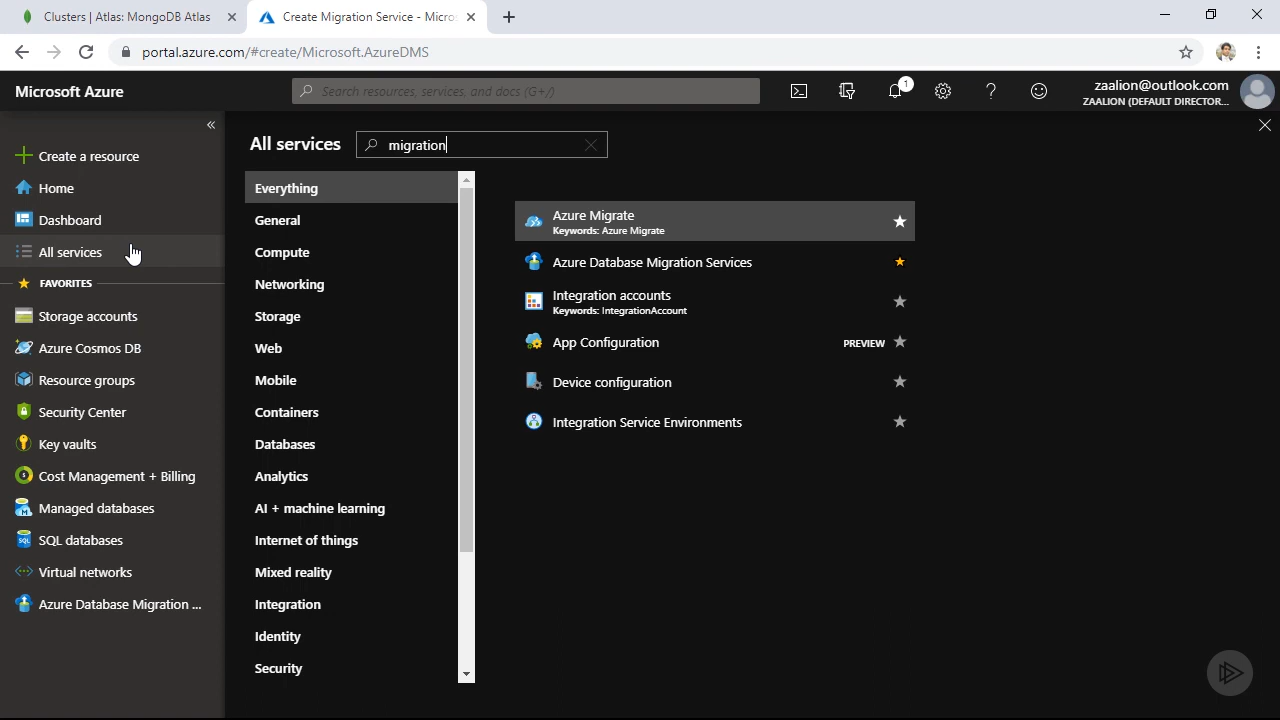 Clusters | Atlas: MongoDB Atlas
Create Migration Service - Micros
portal.azure.com/#create/Microsoft.AzureDMS
Microsoft Azure
Search resources, services, and docs (G+/)
1
zaalion@outlook.com
ZAALION (DEFAULT DIRECTOR...
Create a resource
Home
Dashboard
All services
FAVORITES
Storage accounts
Azure Cosmos DB
Resource groups
Security Center
Key vaults
Cost Management + Billing
Managed databases
SQL databases
Virtual networks
Azure Database Migration ...
All services
migration
Everything
General
Compute
Networking
Storage
Web
Mobile
Containers
Databases
Analytics
AI + machine learning
Internet of things
Mixed reality
Integration
Identity
Security
Azure Migrate
Keywords: Azure Migrate
Azure Database Migration Services
Integration accounts
Keywords: IntegrationAccount
App Configuration
PREVIEW
Device configuration
Integration Service Environments